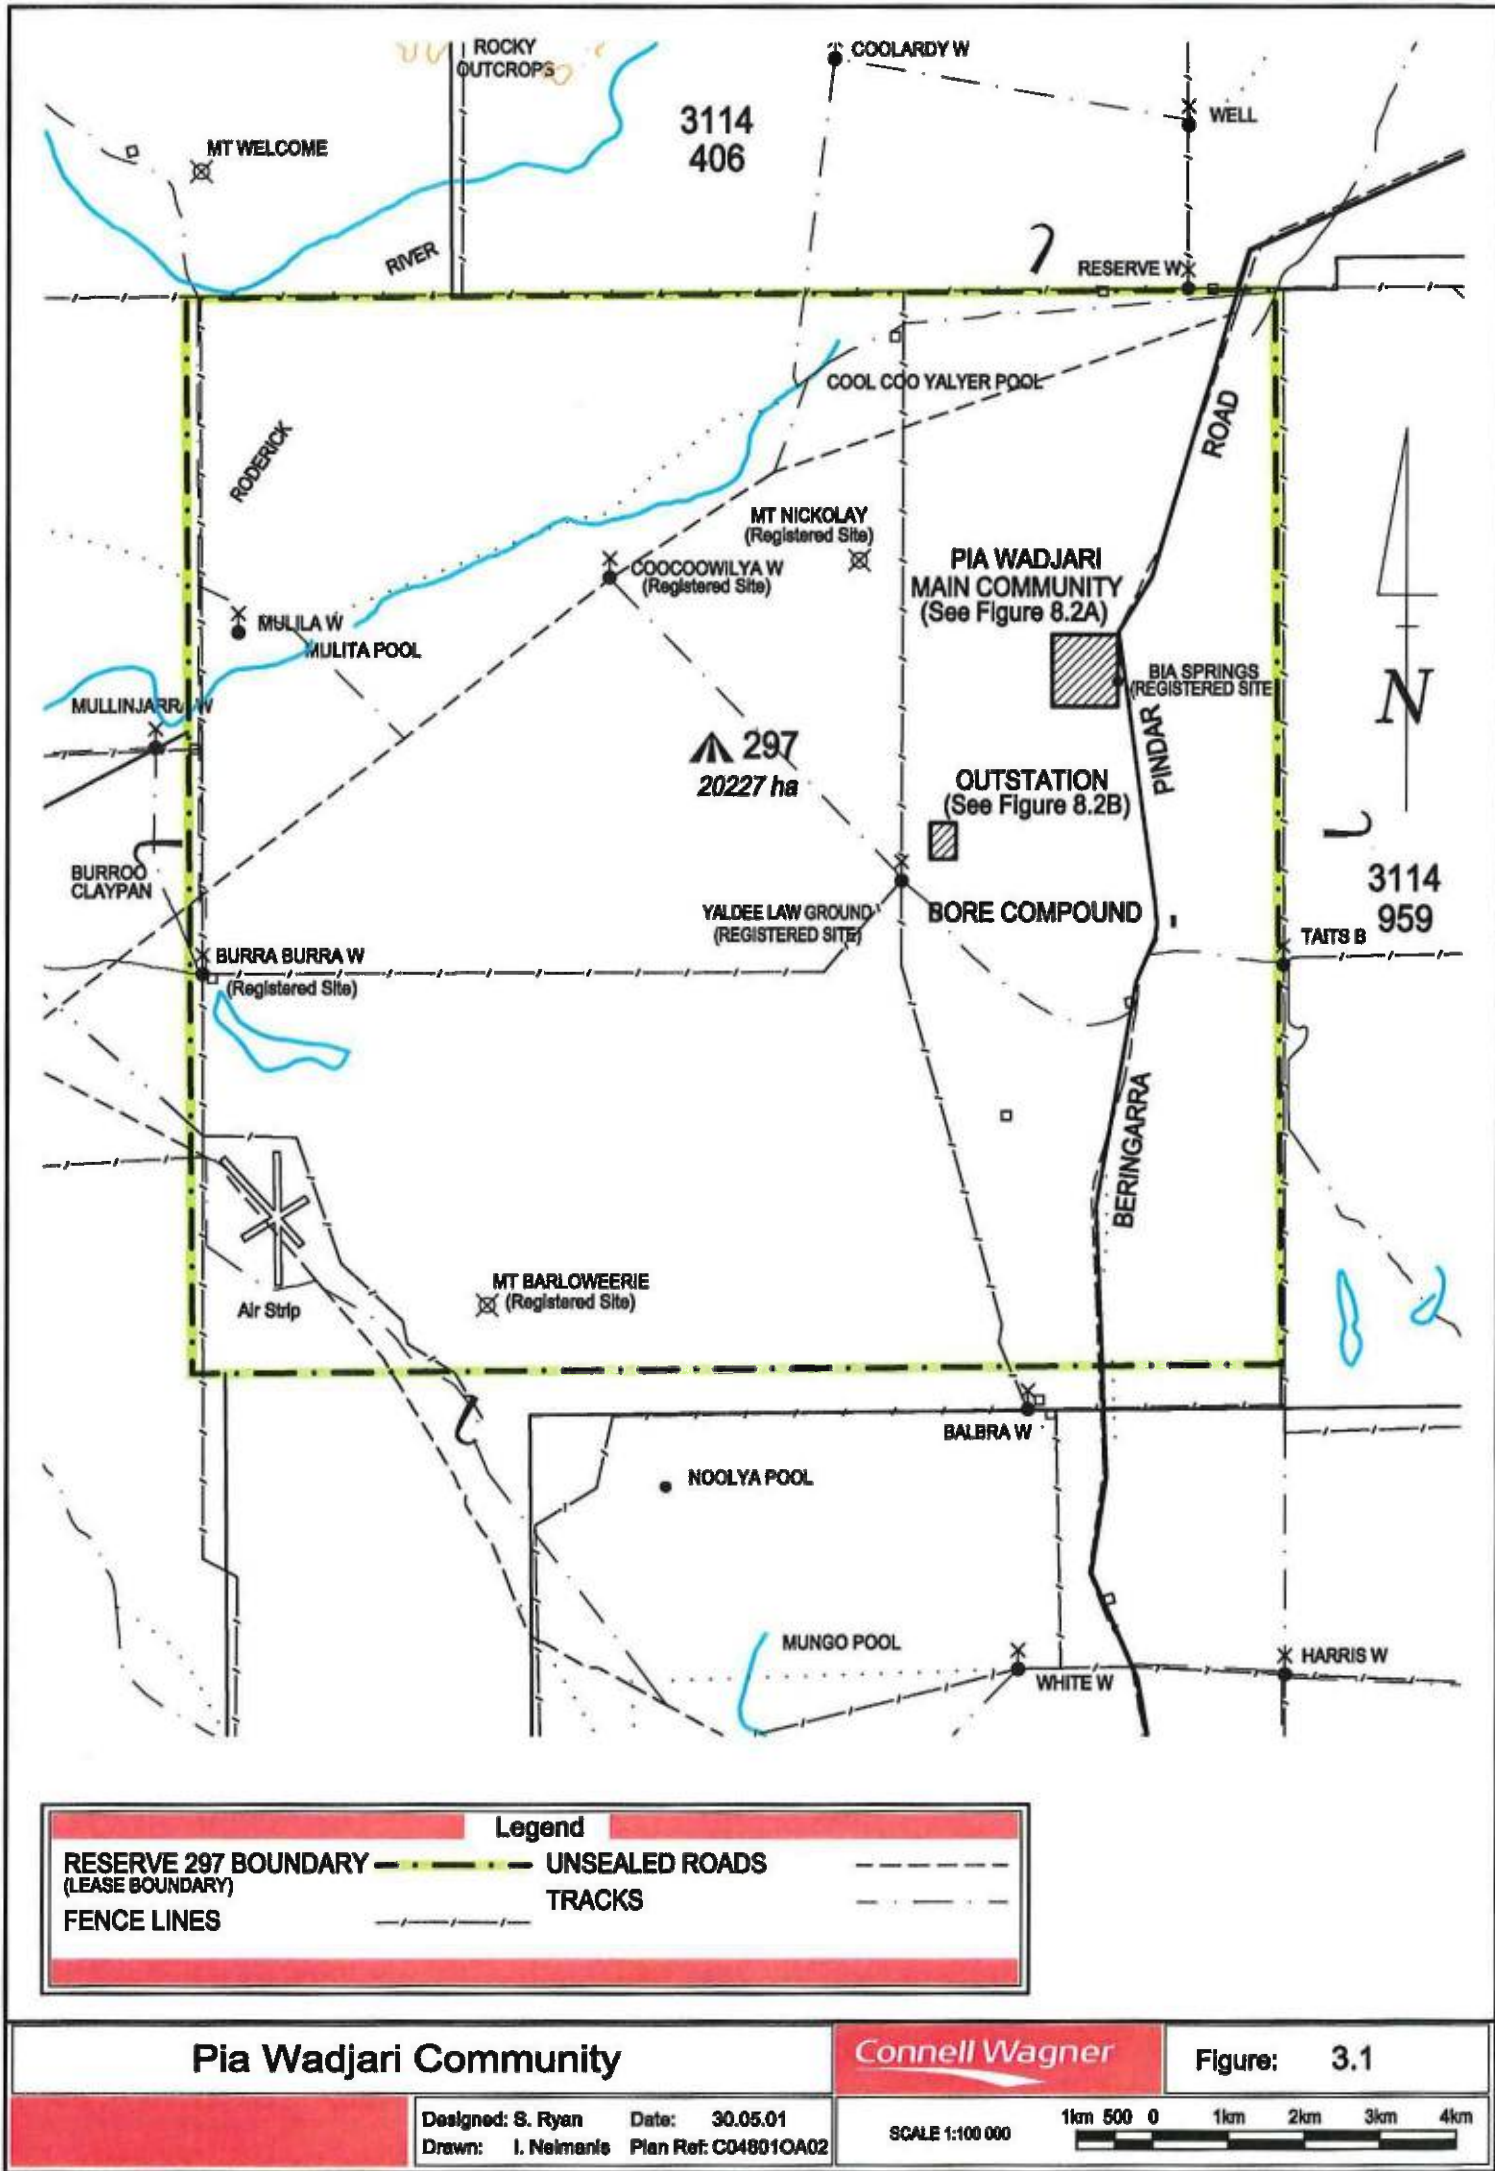 ROCKY
OUTCROPS
COOLARDY W
3114
406
WELL
MT WELCOME
RIVER
RESERVE W
COOL COO YALYER POOL
ROAD
RODERICK
MT NICKOLAY
(Registered Site)
PIA WADJARI
MAIN COMMUNITY
(See Figure 8.2A)
COOCOOWILYA W
(Registered Site)
MULILA W
MULITA POOL
BIA SPRINGS
(REGISTERED SITE
N
MULLINJARRA W
PINDAR
297
20227 ha
OUTSTATION
(See Figure 8.2B)
BURROO
CLAYPAN
3114
959
YALDEE LAW GROUND
(REGISTERED SITE)
BORE COMPOUND
TAITS B
BURRA BURRA W
(Registered Site)
BERINGARRA
MT BARLOWEERIE
(Registered Site)
Air Strip
BALBRA W
NOOLYA POOL
MUNGO POOL
WHITE W
HARRIS W
Legend
RESERVE 297 BOUNDARY
(LEASE BOUNDARY)
UNSEALED ROADS
TRACKS
FENCE LINES
Pia Wadjari Community
Connell Wagner
Figure: 3.1
Designed: S. Ryan Date: 30.05.01
Drawn: I. Neimanis Plan Ref: C04801OA02
SCALE 1:100 000
1km 500 0 1km 2km 3km 4km